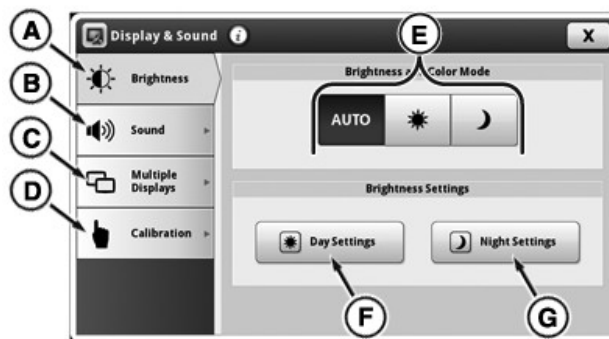 Display & Sound i X
A
Brightness
B
Sound
C
Multiple
Displays
D
Calibration
E
Brightness a Color Mode
AUTO
Brightness Settings
Day Settings
Night Settings
F
G